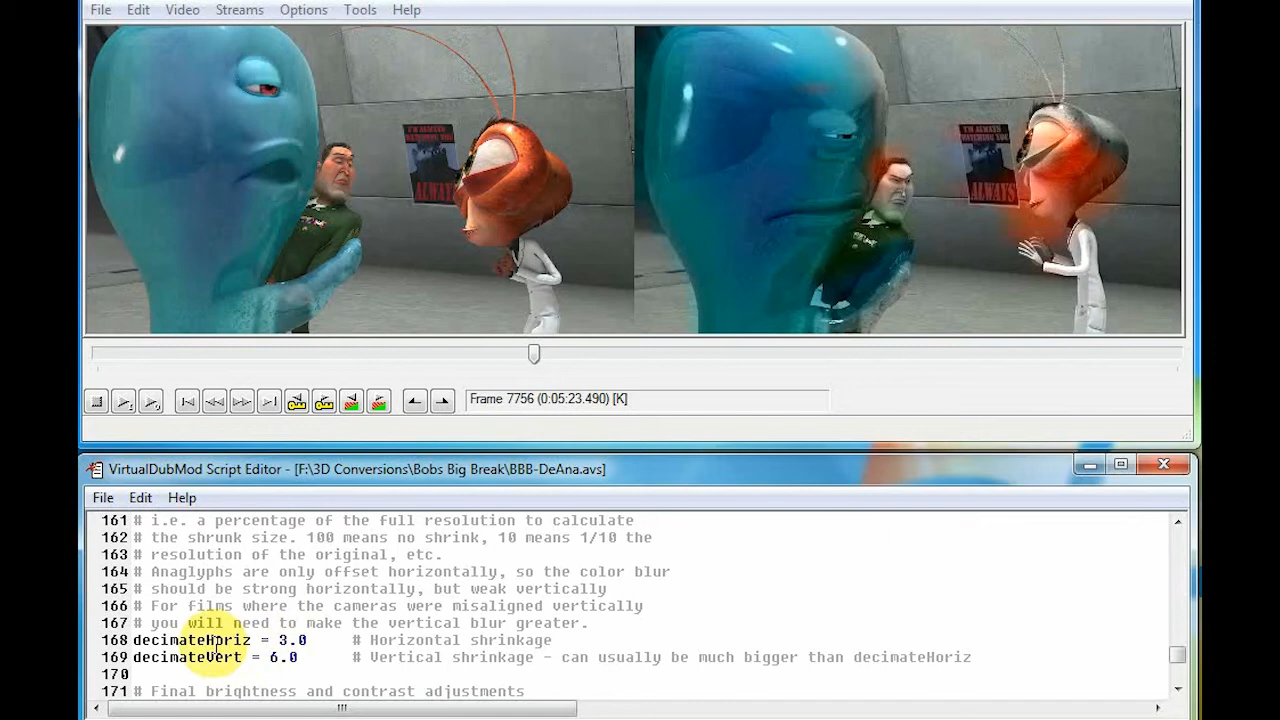 File Edit Video Streams Options Tools Help
I'M ALWAYS
WATCHING YOU
ALWAYS
I'M ALWAYS
WATCHING YOU
ALWAYS
Frame 7756 (0:05:23.490) [K]
VirtualDubMod Script Editor - [F:\3D Conversions\Bobs Big Break\BBB-DeAna.avs]
File Edit Help
161 # i.e. a percentage of the full resolution to calculate
162 # the shrunk size. 100 means no shrink, 10 means 1/10 the
163 # resolution of the original, etc.
164 # Anaglyphs are only offset horizontally, so the color blur
165 # should be strong horizontally, but weak vertically
166 # For films where the cameras were misaligned vertically
167 # you will need to make the vertical blur greater.
168 decimateHoriz = 3.0 # Horizontal shrinkage
169 decimateVert = 6.0 # Vertical shrinkage - can usually be much bigger than decimateHoriz
170
171 # Final brightness and contrast adjustments